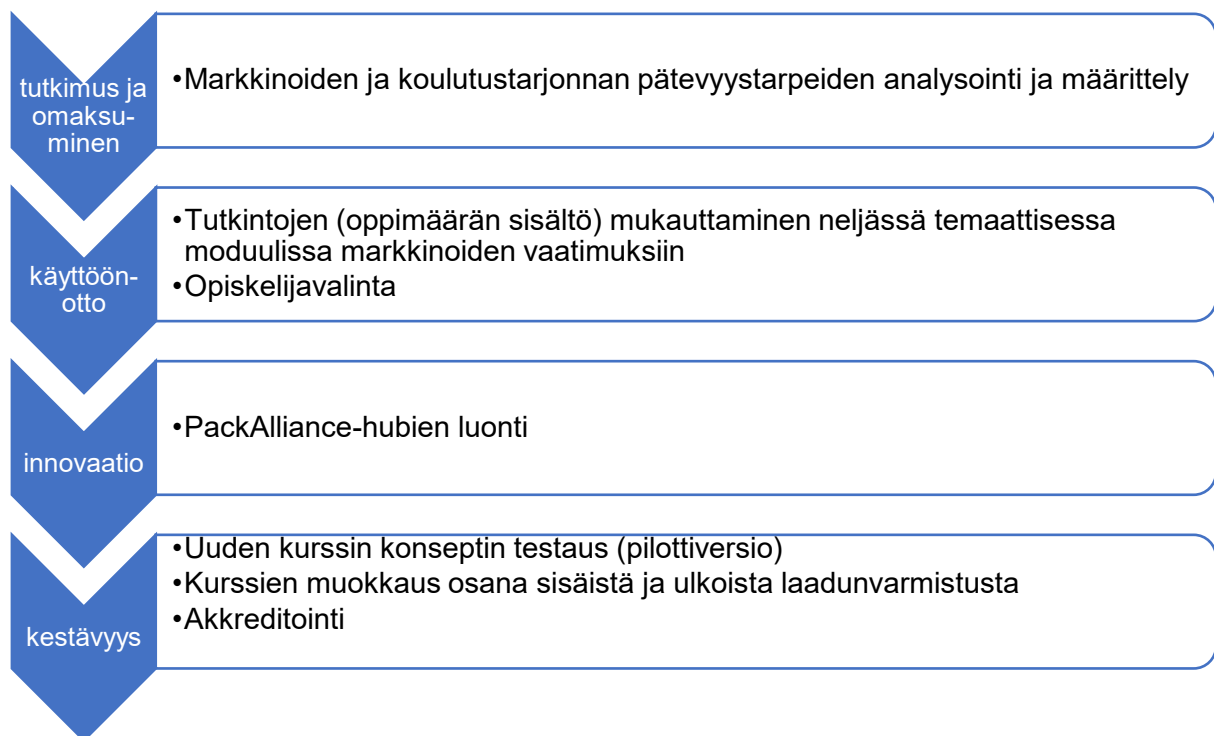 tutkimus ja
omaksu-
minen
•Markkinoiden ja koulutustarjonnan pätevyystarpeiden analysointi ja määrittely
käyttöön-
otto
•Tutkintojen (oppimäärän sisältö) mukauttaminen neljässä temaattisessa
moduulissa markkinoiden vaatimuksiin
•Opiskelijavalinta
innovaatio
•PackAlliance-hubien luonti
kestävyys
•Uuden kurssin konseptin testaus (pilottiversio)
•Kurssien muokkaus osana sisäistä ja ulkoista laadunvarmistusta
•Akkreditointi